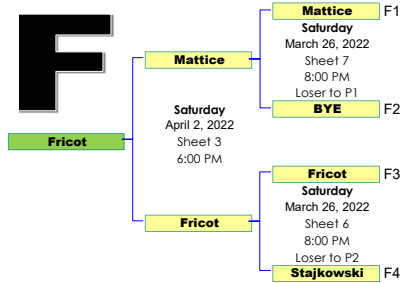 F
Mattice F1
Saturday
March 26, 2022
Sheet 7
8:00 PM
Loser to P1
BYE F2
Mattice
Saturday
April 2, 2022
Sheet 3
6:00 PM
Fricot
Fricot F3
Saturday
March 26, 2022
Sheet 6
8:00 PM
Loser to P2
Fricot
Stajkowski F4